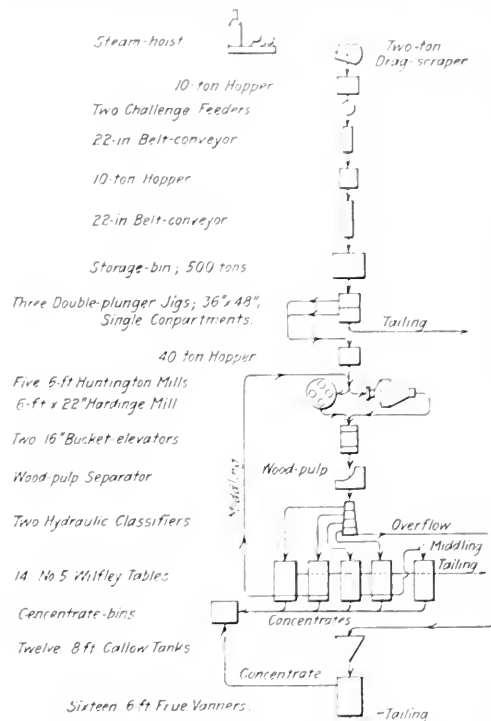 Steam-hoist
Two-ton
Drag-scraper
10-ton Hopper
Two Challenge Feeders
22-in Belt-conveyor
10-ton Hopper
22-in Belt-conveyor
Storage-bin; 500 tons
Three Double-plunger Jigs; 36"x 48",
Single Conpartments.
Tailing
40 ton Hopper
Five 6-ft Huntington Mills
6-ft x 22" Hardinge Mill
Two 16" Bucket-elevators
Middling
Wood-pulp Separator
Wood-pulp
Two Hydraulic Classifiers
Overflow
Middling
Tailing
14 No 5 Wilfley Tables
Concentrate-bins
Concentrates
Twelve 8 ft Callow Tanks
Concentrate
Sixteen 6 ft Frue Vanners.
-Tailing